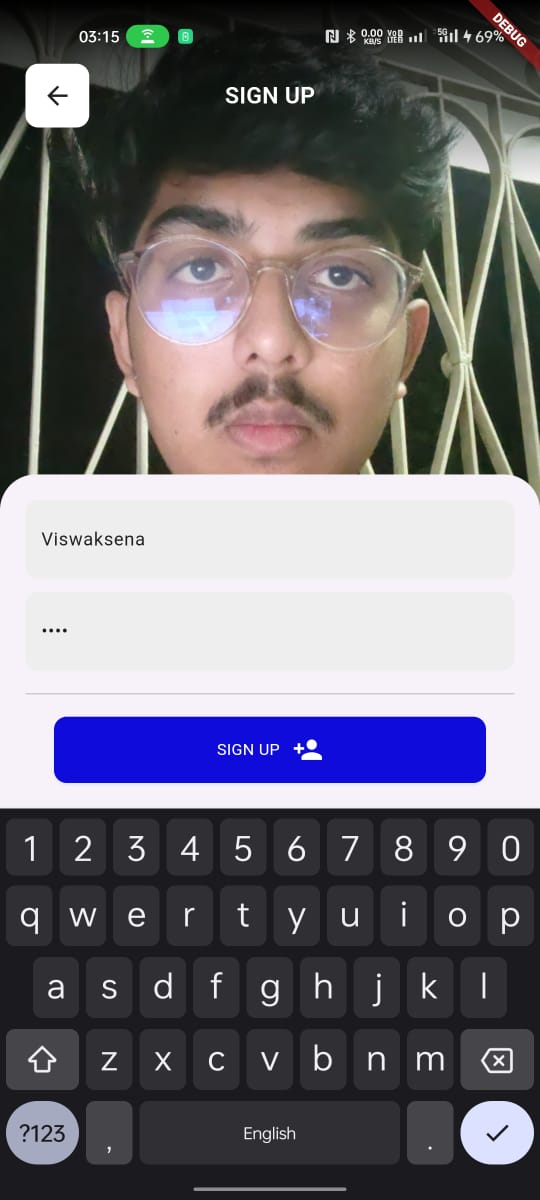 03:15 0.00 KB/S VoD LTE 5G 69%
DEBUG
SIGN UP
Viswaksena
••••
SIGN UP
1 2 3 4 5 6 7 8 9 0
q w e r t y u i o p
a s d f g h j k l
z x c v b n m
?123 , English .